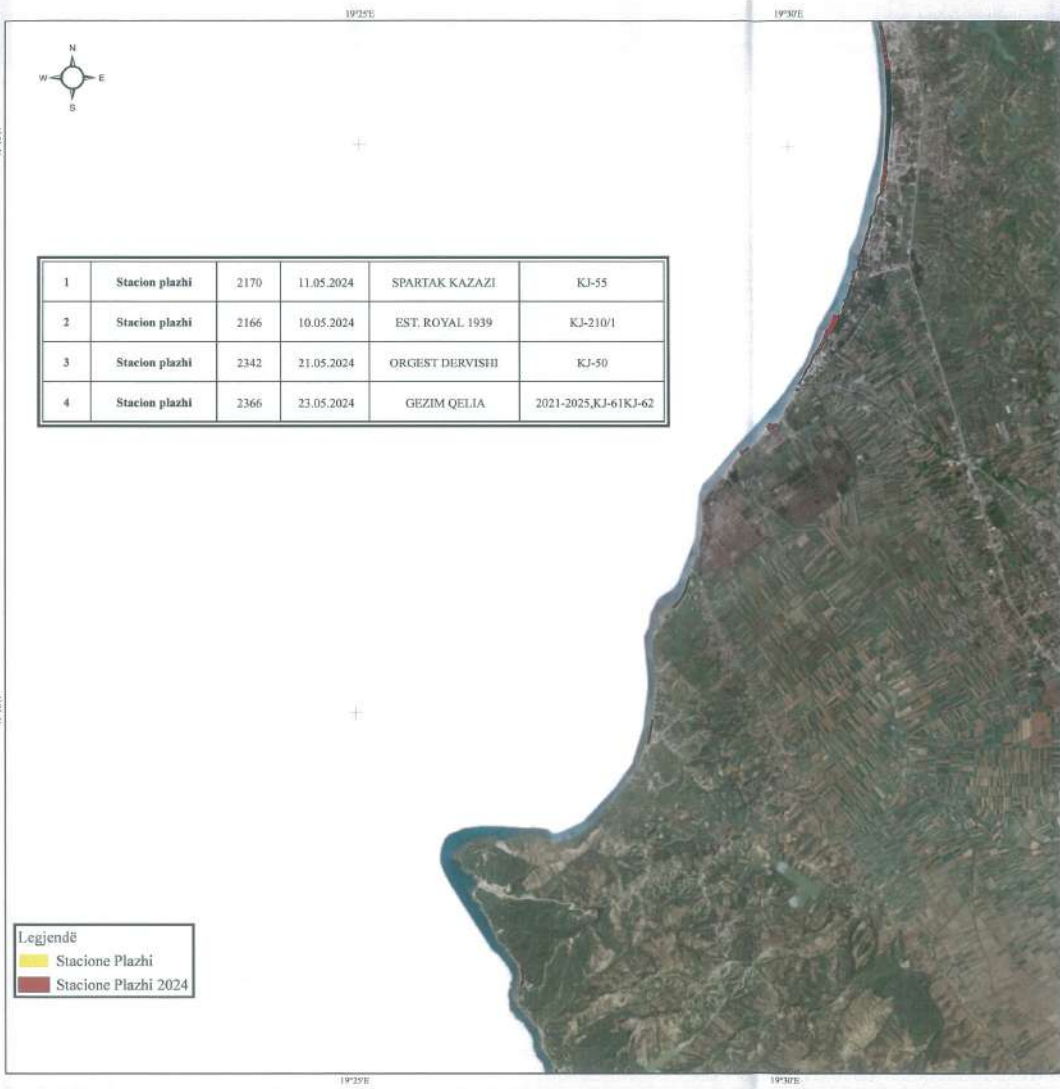 19°25'E 19°30'E
N
W E
S
1 Stacion plazhi 2170 11.05.2024 SPARTAK KAZAZI KJ-55
2 Stacion plazhi 2166 10.05.2024 EST. ROYAL 1939 KJ-210/1
3 Stacion plazhi 2342 21.05.2024 ORGEST DERVISHI KJ-50
4 Stacion plazhi 2366 23.05.2024 GEZIM QELIA 2021-2025,KJ-61KJ-62
Legjendë
Stacione Plazhi
Stacione Plazhi 2024
19°25'E 19°30'E